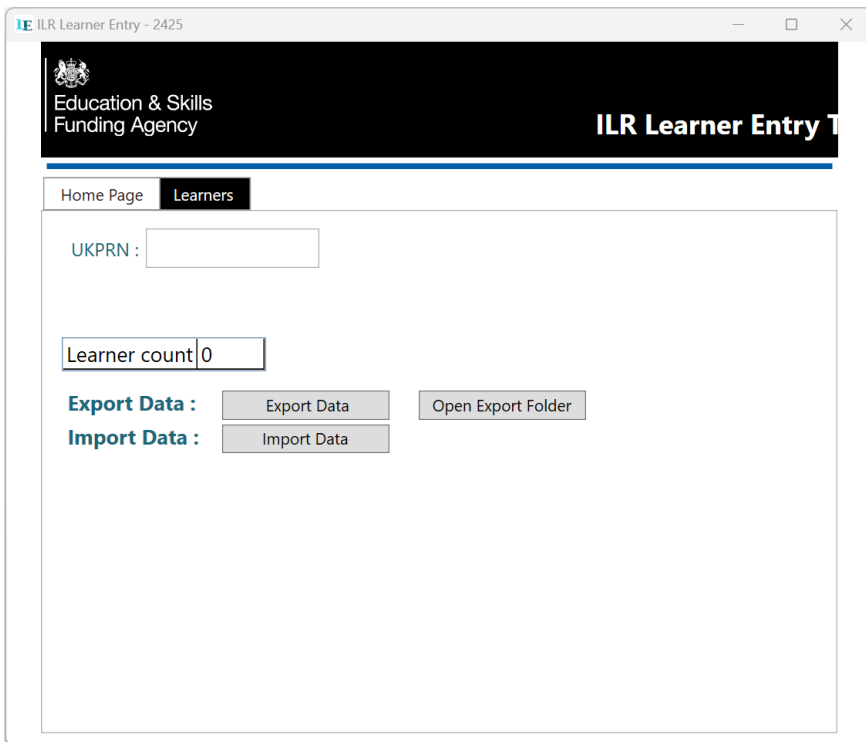 IE ILR Learner Entry - 2425
Education & Skills
Funding Agency
ILR Learner Entry T
Home Page Learners
UKPRN :
Learner count 0
Export Data : Export Data Open Export Folder
Import Data : Import Data